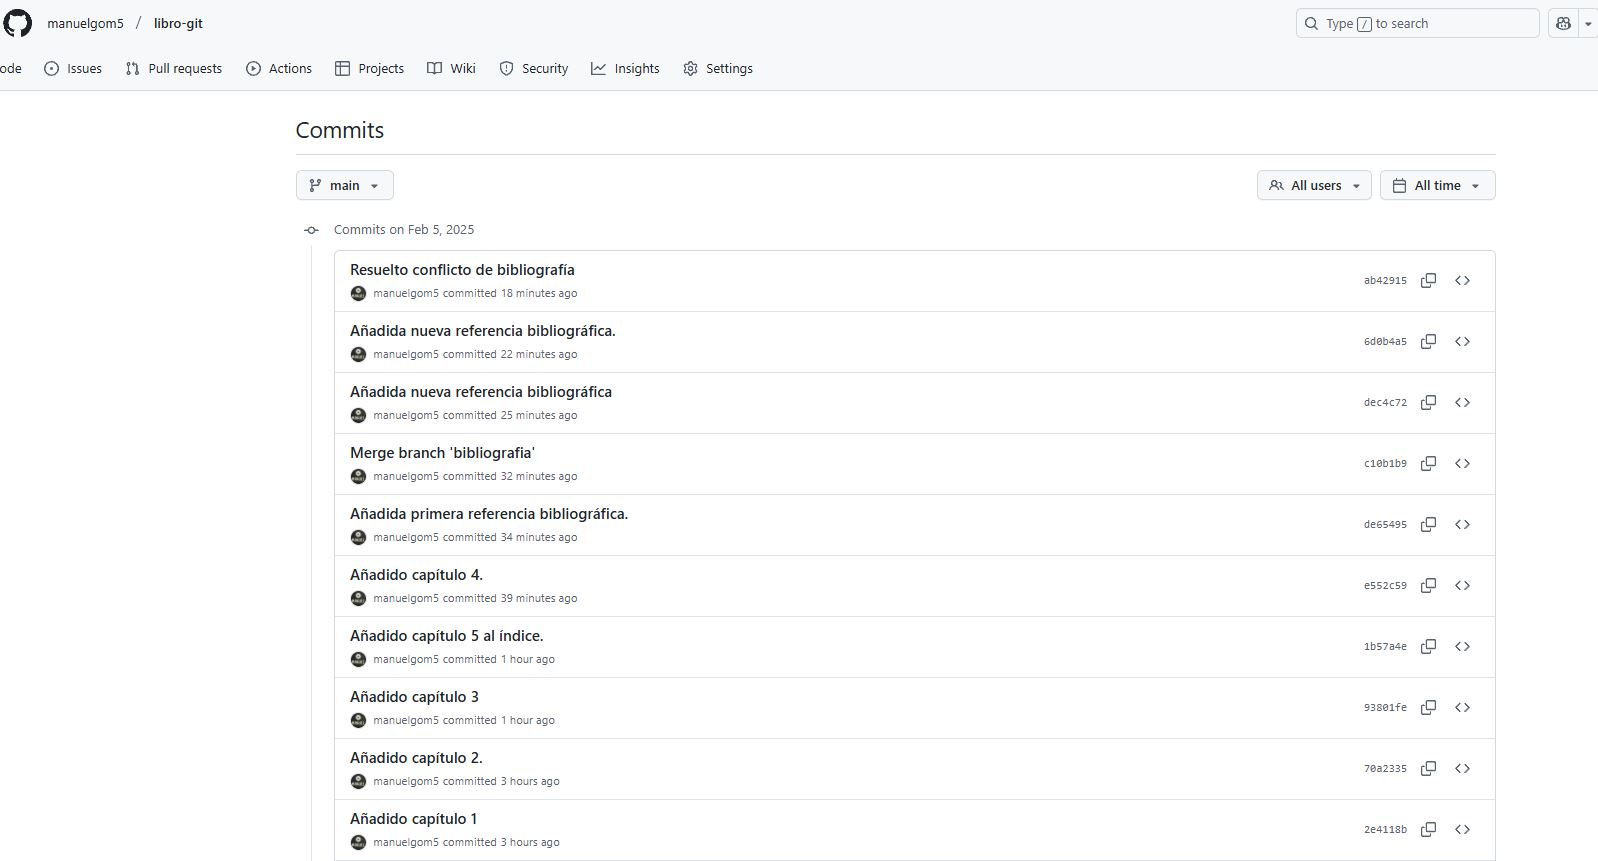 manuelgom5 / libro-git
Type / to search
ode Issues Pull requests Actions Projects Wiki Security Insights Settings
Commits
main All users All time
Commits on Feb 5, 2025
Resuelto conflicto de bibliografía
manuelgom5 committed 18 minutes ago
ab42915
Añadida nueva referencia bibliográfica.
manuelgom5 committed 22 minutes ago
6d0b4a5
Añadida nueva referencia bibliográfica
manuelgom5 committed 25 minutes ago
dec4c72
Merge branch 'bibliografia'
manuelgom5 committed 32 minutes ago
c10b1b9
Añadida primera referencia bibliográfica.
manuelgom5 committed 34 minutes ago
de65495
Añadido capítulo 4.
manuelgom5 committed 39 minutes ago
e552c59
Añadido capítulo 5 al índice.
manuelgom5 committed 1 hour ago
1b57a4e
Añadido capítulo 3
manuelgom5 committed 1 hour ago
93801fe
Añadido capítulo 2.
manuelgom5 committed 3 hours ago
70a2335
Añadido capítulo 1
manuelgom5 committed 3 hours ago
2e4118b